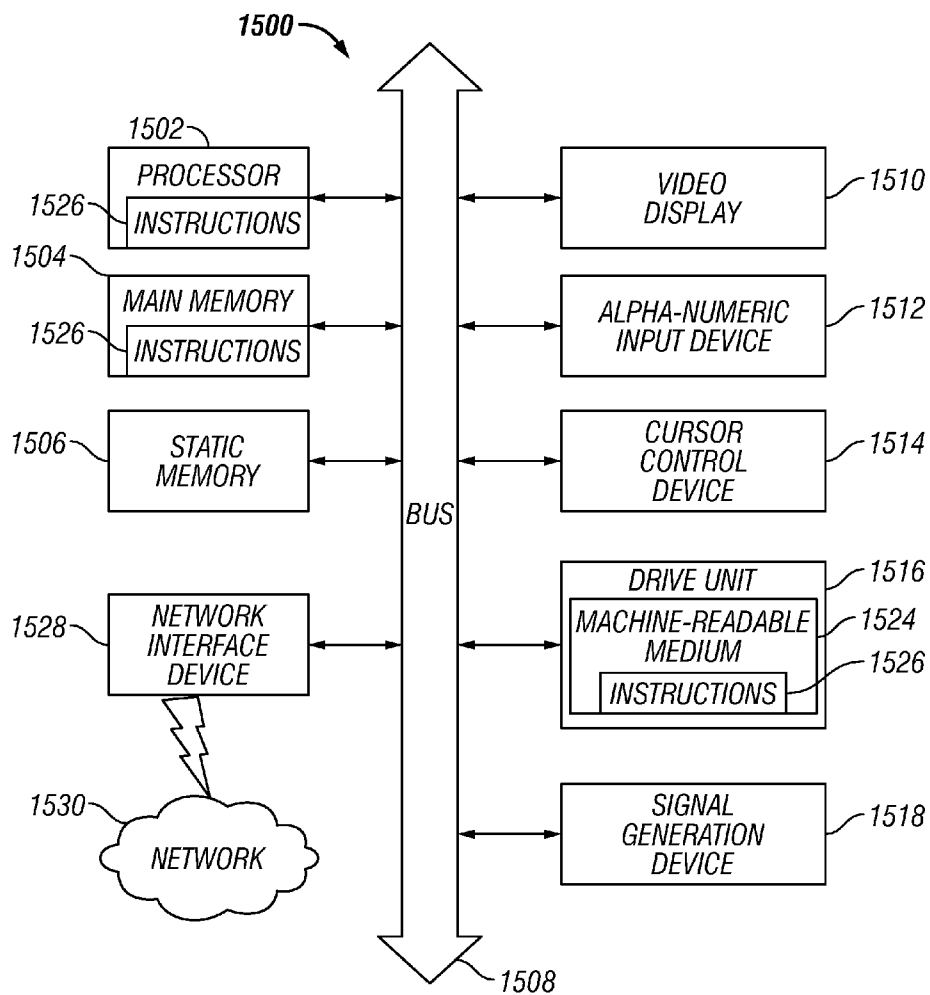 1500
1502
PROCESSOR
1526
INSTRUCTIONS
1504
MAIN MEMORY
1526
INSTRUCTIONS
1506
STATIC
MEMORY
1528
NETWORK
INTERFACE
DEVICE
1530
NETWORK
BUS
1508
VIDEO
DISPLAY
1510
ALPHA-NUMERIC
INPUT DEVICE
1512
CURSOR
CONTROL
DEVICE
1514
DRIVE UNIT
1516
MACHINE-READABLE
MEDIUM
1524
INSTRUCTIONS
1526
SIGNAL
GENERATION
DEVICE
1518